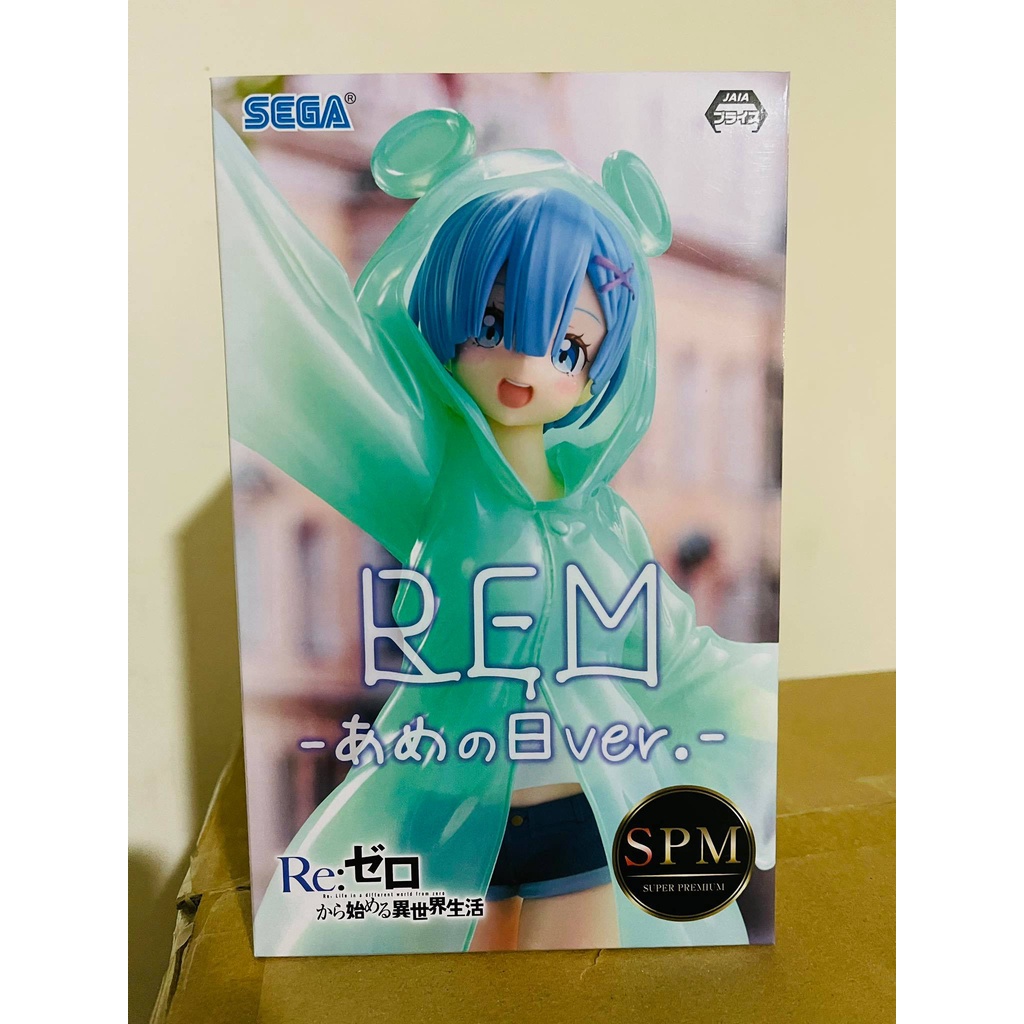 SEGA®
JAIA
プライズ
REM
-あめの日ver.-
Re:ゼロ
Re: Life in a different world from zero
から始める異世界生活
SPM
SUPER PREMIUM